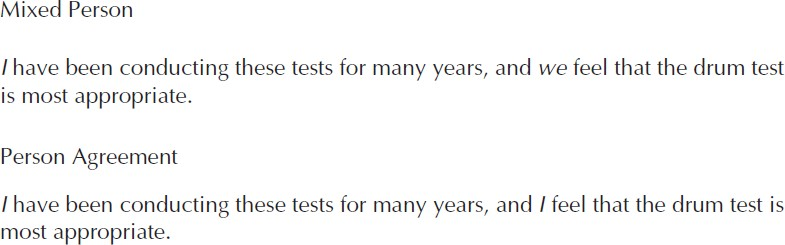 Mixed Person
I have been conducting these tests for many years, and we feel that the drum test
is most appropriate.
Person Agreement
I have been conducting these tests for many years, and I feel that the drum test is
most appropriate.